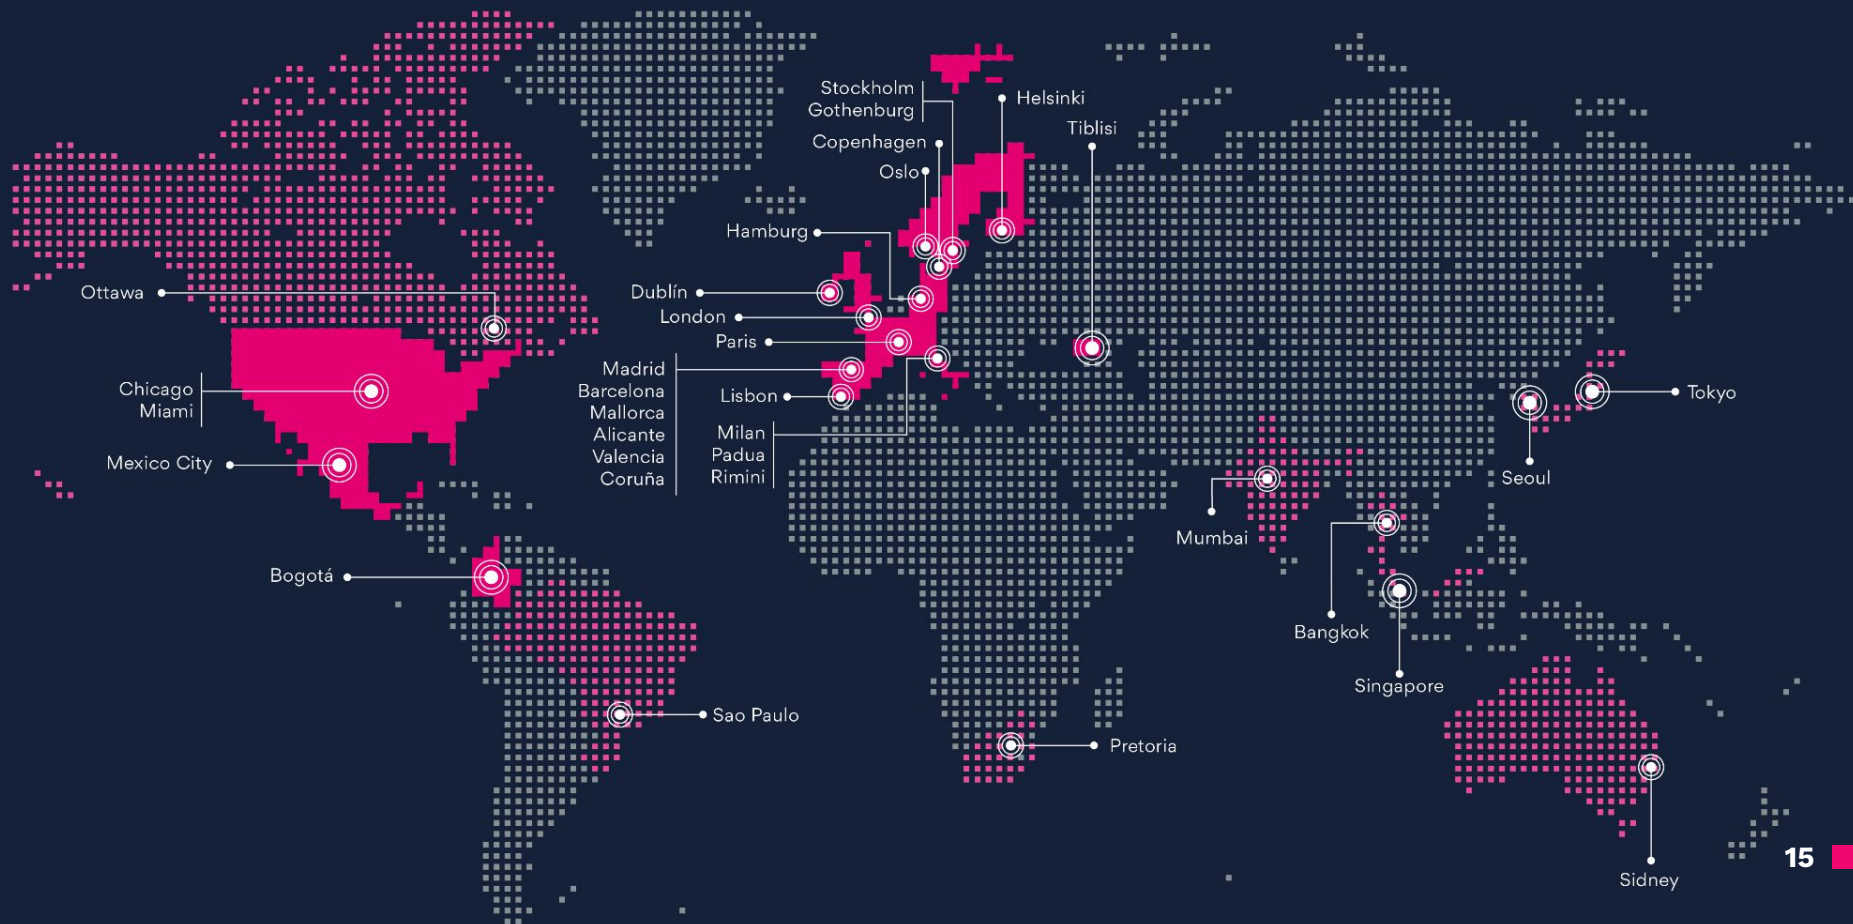 Stockholm
Gothenburg
Helsinki
Tiblisi
Copenhagen
Oslo
Hamburg
Ottawa
Dublín
London
Paris
Madrid
Barcelona
Mallorca
Alicante
Valencia
Coruña
Lisbon
Milan
Padua
Rimini
Chicago
Miami
Mexico City
Bogotá
Sao Paulo
Pretoria
Tokyo
Seoul
Mumbai
Bangkok
Singapore
Sidney
15